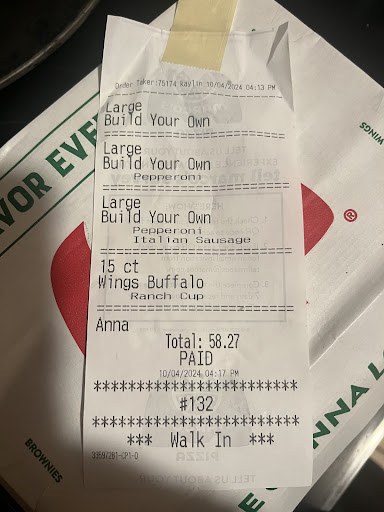 Order Taker:75174 Kaylin 10/04/2024 04:13 PM
Large
Build Your Own
Large
Build Your Own
Pepperoni
Large
Build Your Own
Pepperoni
Italian Sausage
15 ct
Wings Buffalo
Ranch Cup
Anna
Total: 58.27
PAID
10/04/2024 04:17 PM
**************************
#132
**************************
*** Walk In ***
WINGS
®
BROWNIES